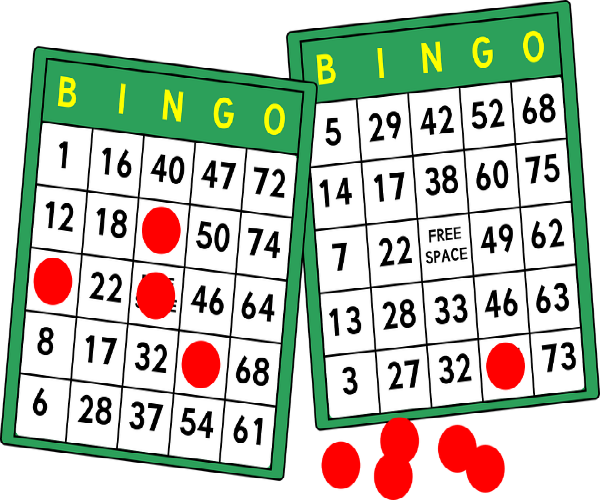 B I N G O
1 16 40 47 72
12 18 50 74
22 46 64
8 17 32 68
6 28 37 54 61
B I N G O
5 29 42 52 68
14 17 38 60 75
7 22 FREE SPACE 49 62
13 28 33 46 63
3 27 32 73